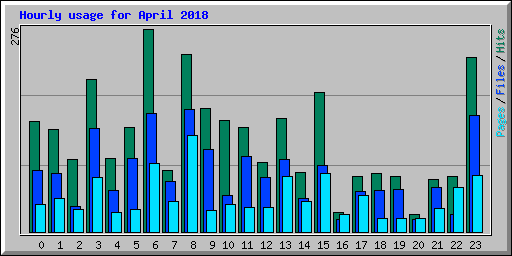 Hourly usage for April 2018
276
Pages / Files / Hits
0 1 2 3 4 5 6 7 8 9 10 11 12 13 14 15 16 17 18 19 20 21 22 23